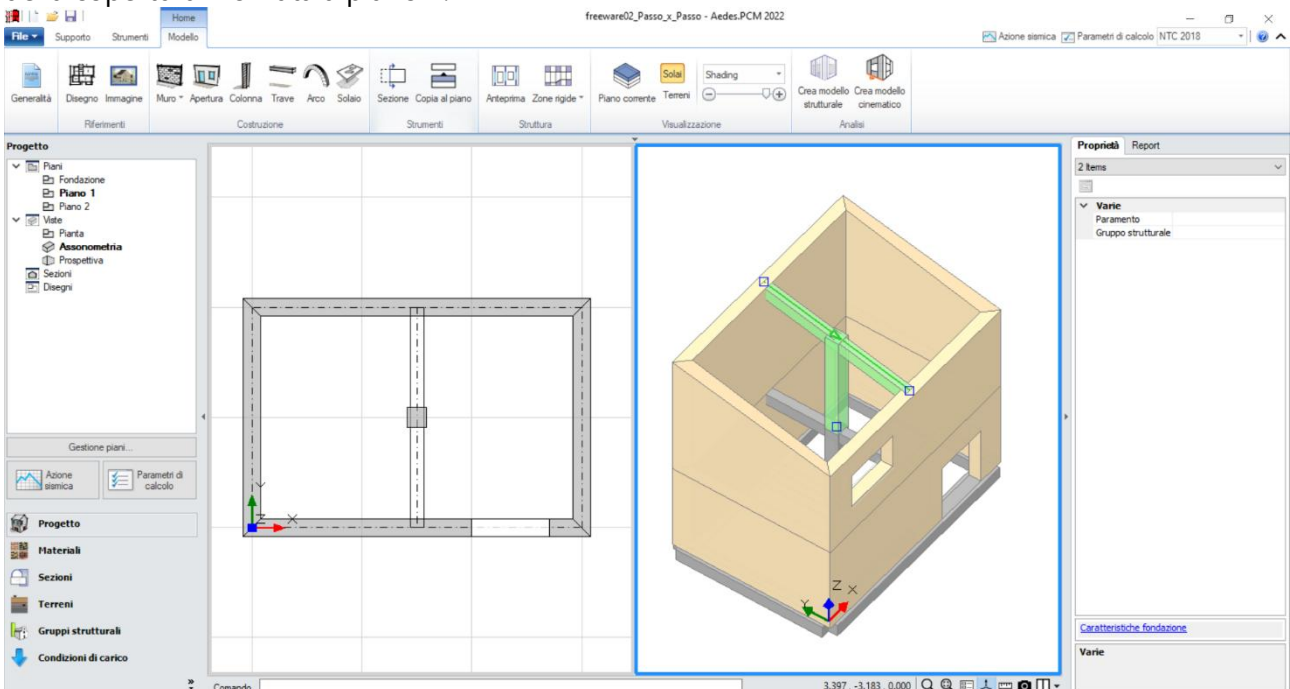 freeware02_Passo_x_Passo - Aedes.PCM 2022
Home
File Supporto Strumenti Modello
Azione sismica Parametri di calcolo NTC 2018
Generalità Disegno Immagine Muro Apertura Colonna Trave Arco Solaio Sezione Copia al piano Anteprima Zone rigide Piano corrente Solai Terreni Shading Crea modello strutturale Crea modello cinematico
Riferimenti Costruzione Strumenti Struttura Visualizzazione Analisi
Progetto
Piani
Fondazione
Piano 1
Piano 2
Viste
Pianta
Assonometria
Prospettiva
Sezioni
Disegni
Gestione piani...
Azione sismica
Parametri di calcolo
Progetto
Materiali
Sezioni
Terreni
Gruppi strutturali
Condizioni di carico
Y
Z X
Z
X
Y
Proprietà Report
2 Items
Varie
Paramento
Gruppo strutturale
Caratteristiche fondazione
Varie
Comando
3.397 , -3.183 , 0.000